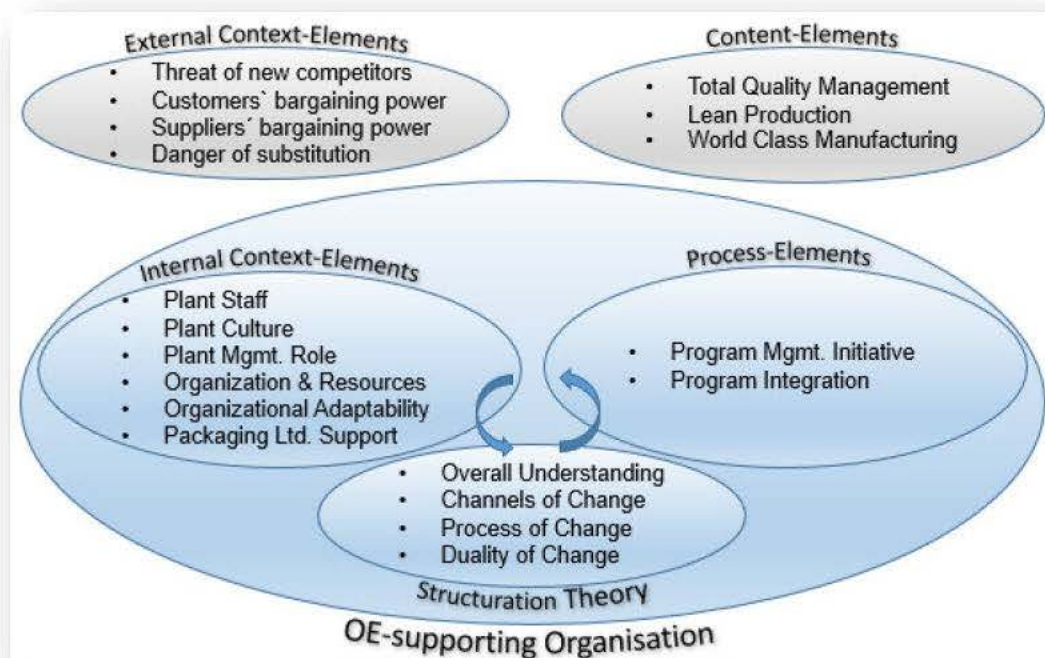 External Context-Elements
• Threat of new competitors
• Customers` bargaining power
• Suppliers´ bargaining power
• Danger of substitution
Content-Elements
• Total Quality Management
• Lean Production
• World Class Manufacturing
Internal Context-Elements
• Plant Staff
• Plant Culture
• Plant Mgmt. Role
• Organization & Resources
• Organizational Adaptability
• Packaging Ltd. Support
Process-Elements
• Program Mgmt. Initiative
• Program Integration
• Overall Understanding
• Channels of Change
• Process of Change
• Duality of Change
Structuration Theory
OE-supporting Organisation